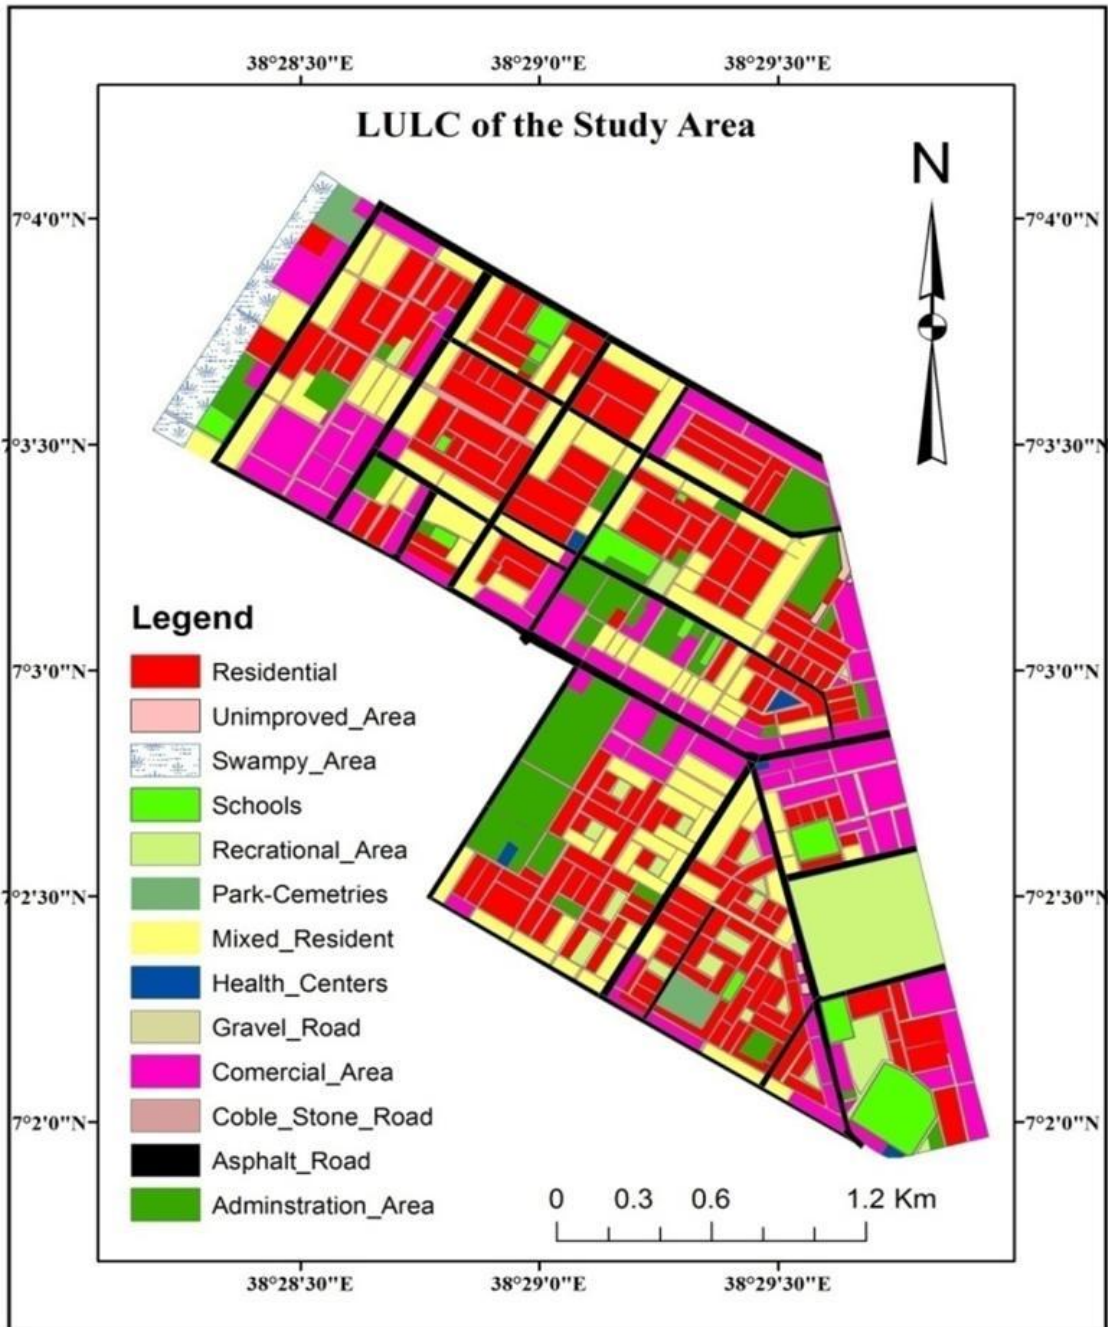 38°28'30"E 38°29'0"E 38°29'30"E
LULC of the Study Area
N
7°4'0"N 7°4'0"N
7°3'30"N 7°3'30"N
Legend
Residential
7°3'0"N 7°3'0"N
Unimproved_Area
Swampy_Area
Schools
Recrational_Area
Park-Cemetries
7°2'30"N 7°2'30"N
Mixed_Resident
Health_Centers
Gravel_Road
Comercial_Area
Coble_Stone_Road
7°2'0"N 7°2'0"N
Asphalt_Road
Adminstration_Area
0 0.3 0.6 1.2 Km
38°28'30"E 38°29'0"E 38°29'30"E